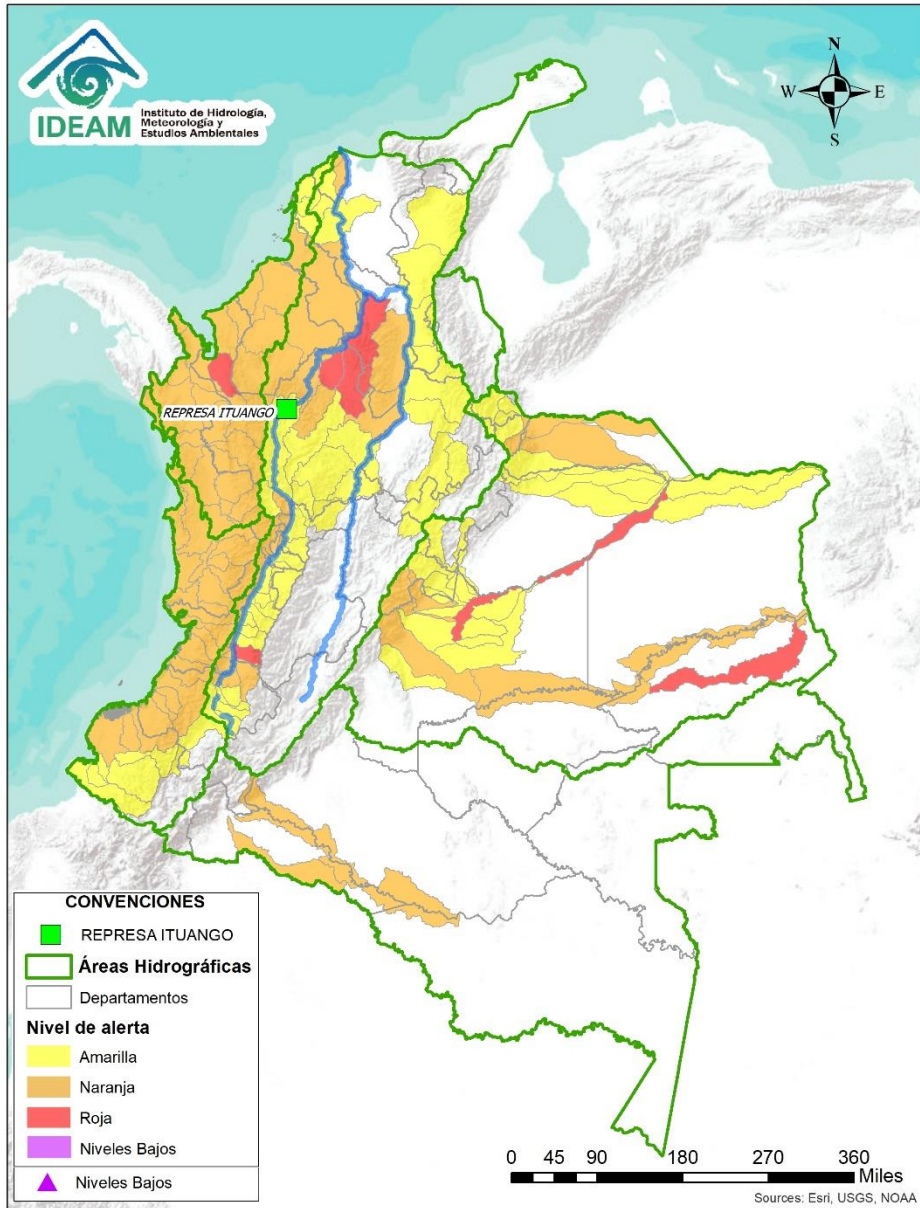 IDEAM
Instituto de Hidrología,
Meteorología y
Estudios Ambientales
N
W E
S
REPRESA ITUANGO
CONVENCIONES
REPRESA ITUANGO
Áreas Hidrográficas
Departamentos
Nivel de alerta
Amarilla
Naranja
Roja
Niveles Bajos
Niveles Bajos
0 45 90 180 270 360
Miles
Sources: Esri, USGS, NOAA